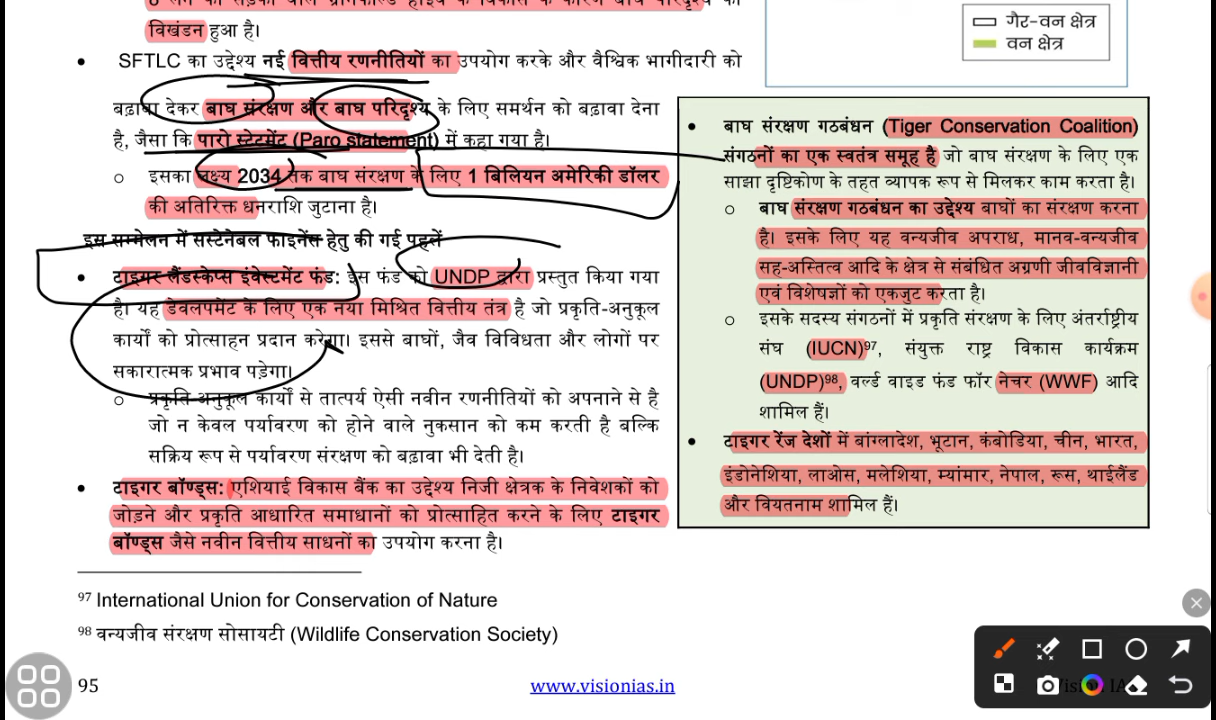 विखंडन हुआ है।
• SFTLC का उद्देश्य नई वित्तीय रणनीतियों का उपयोग करके और वैश्विक भागीदारी को
बढ़ावा देकर बाघ संरक्षण और बाघ परिदृश्य के लिए समर्थन को बढ़ावा देना
है, जैसा कि पारो स्टेटमेंट (Paro statement) में कहा गया है।
o इसका लक्ष्य 2034 तक बाघ संरक्षण के लिए 1 बिलियन अमेरिकी डॉलर
की अतिरिक्त धनराशि जुटाना है।
इस सम्मेलन में सस्टेनेबल फाइनेंस हेतु की गई पहलें
• टाइगर लैंडस्केप्स इंवेस्टमेंट फंड: इस फंड को UNDP द्वारा प्रस्तुत किया गया
है। यह डेवलपमेंट के लिए एक नया मिश्रित वित्तीय तंत्र है जो प्रकृति-अनुकूल
कार्यों को प्रोत्साहन प्रदान करेगा। इससे बाघों, जैव विविधता और लोगों पर
सकारात्मक प्रभाव पड़ेगा।
o प्रकृति अनुकूल कार्यों से तात्पर्य ऐसी नवीन रणनीतियों को अपनाने से है
जो न केवल पर्यावरण को होने वाले नुकसान को कम करती है बल्कि
सक्रिय रूप से पर्यावरण संरक्षण को बढ़ावा भी देती है।
• टाइगर बॉण्ड्स: एशियाई विकास बैंक का उद्देश्य निजी क्षेत्रक के निवेशकों को
जोड़ने और प्रकृति आधारित समाधानों को प्रोत्साहित करने के लिए टाइगर
बॉण्ड्स जैसे नवीन वित्तीय साधनों का उपयोग करना है।
गैर-वन क्षेत्र
वन क्षेत्र
• बाघ संरक्षण गठबंधन (Tiger Conservation Coalition)
संगठनों का एक स्वतंत्र समूह है जो बाघ संरक्षण के लिए एक
साझा दृष्टिकोण के तहत व्यापक रूप से मिलकर काम करता है।
o बाघ संरक्षण गठबंधन का उद्देश्य बाघों का संरक्षण करना
है। इसके लिए यह वन्यजीव अपराध, मानव-वन्यजीव
सह-अस्तित्व आदि के क्षेत्र से संबंधित अग्रणी जीवविज्ञानी
एवं विशेषज्ञों को एकजुट करता है।
o इसके सदस्य संगठनों में प्रकृति संरक्षण के लिए अंतर्राष्ट्रीय
संघ (IUCN)97, संयुक्त राष्ट्र विकास कार्यक्रम
(UNDP)98, वर्ल्ड वाइड फंड फॉर नेचर (WWF) आदि
शामिल हैं।
• टाइगर रेंज देशों में बांग्लादेश, भूटान, कंबोडिया, चीन, भारत,
इंडोनेशिया, लाओस, मलेशिया, म्यांमार, नेपाल, रूस, थाईलैंड
और वियतनाम शामिल हैं।
97 International Union for Conservation of Nature
98 वन्यजीव संरक्षण सोसायटी (Wildlife Conservation Society)
95 www.visionias.in